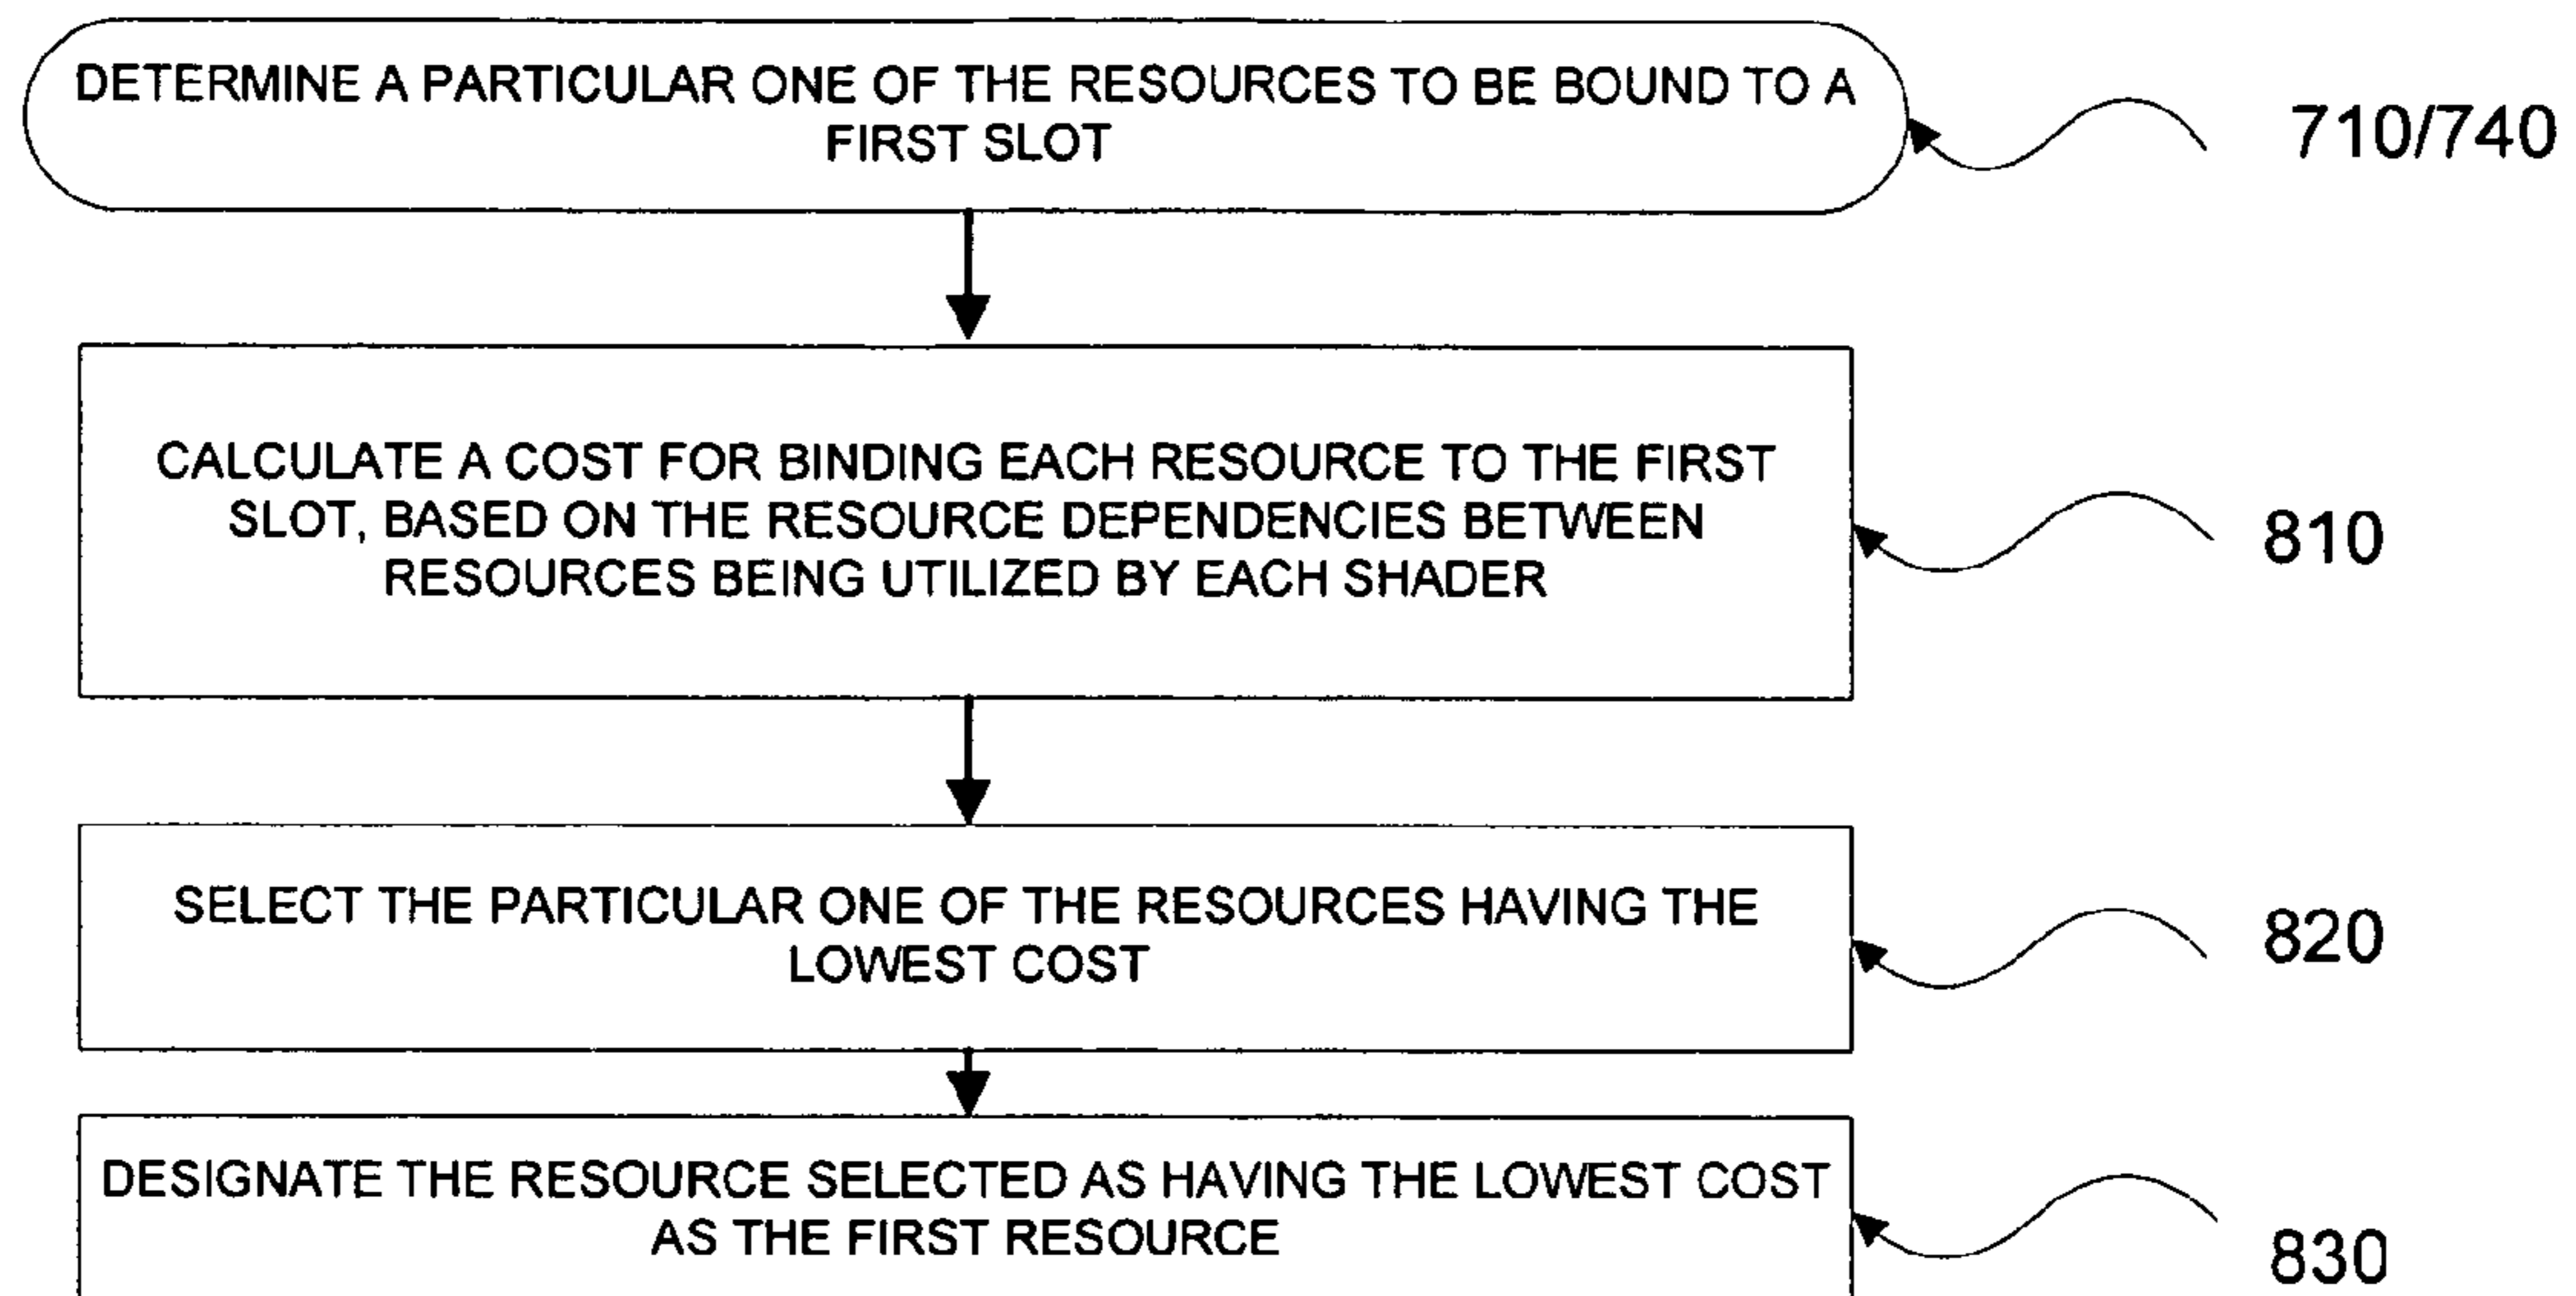 DETERMINE A PARTICULAR ONE OF THE RESOURCES TO BE BOUND TO A
FIRST SLOT
710/740
CALCULATE A COST FOR BINDING EACH RESOURCE TO THE FIRST
SLOT, BASED ON THE RESOURCE DEPENDENCIES BETWEEN
RESOURCES BEING UTILIZED BY EACH SHADER
810
SELECT THE PARTICULAR ONE OF THE RESOURCES HAVING THE
LOWEST COST
820
DESIGNATE THE RESOURCE SELECTED AS HAVING THE LOWEST COST
AS THE FIRST RESOURCE
830